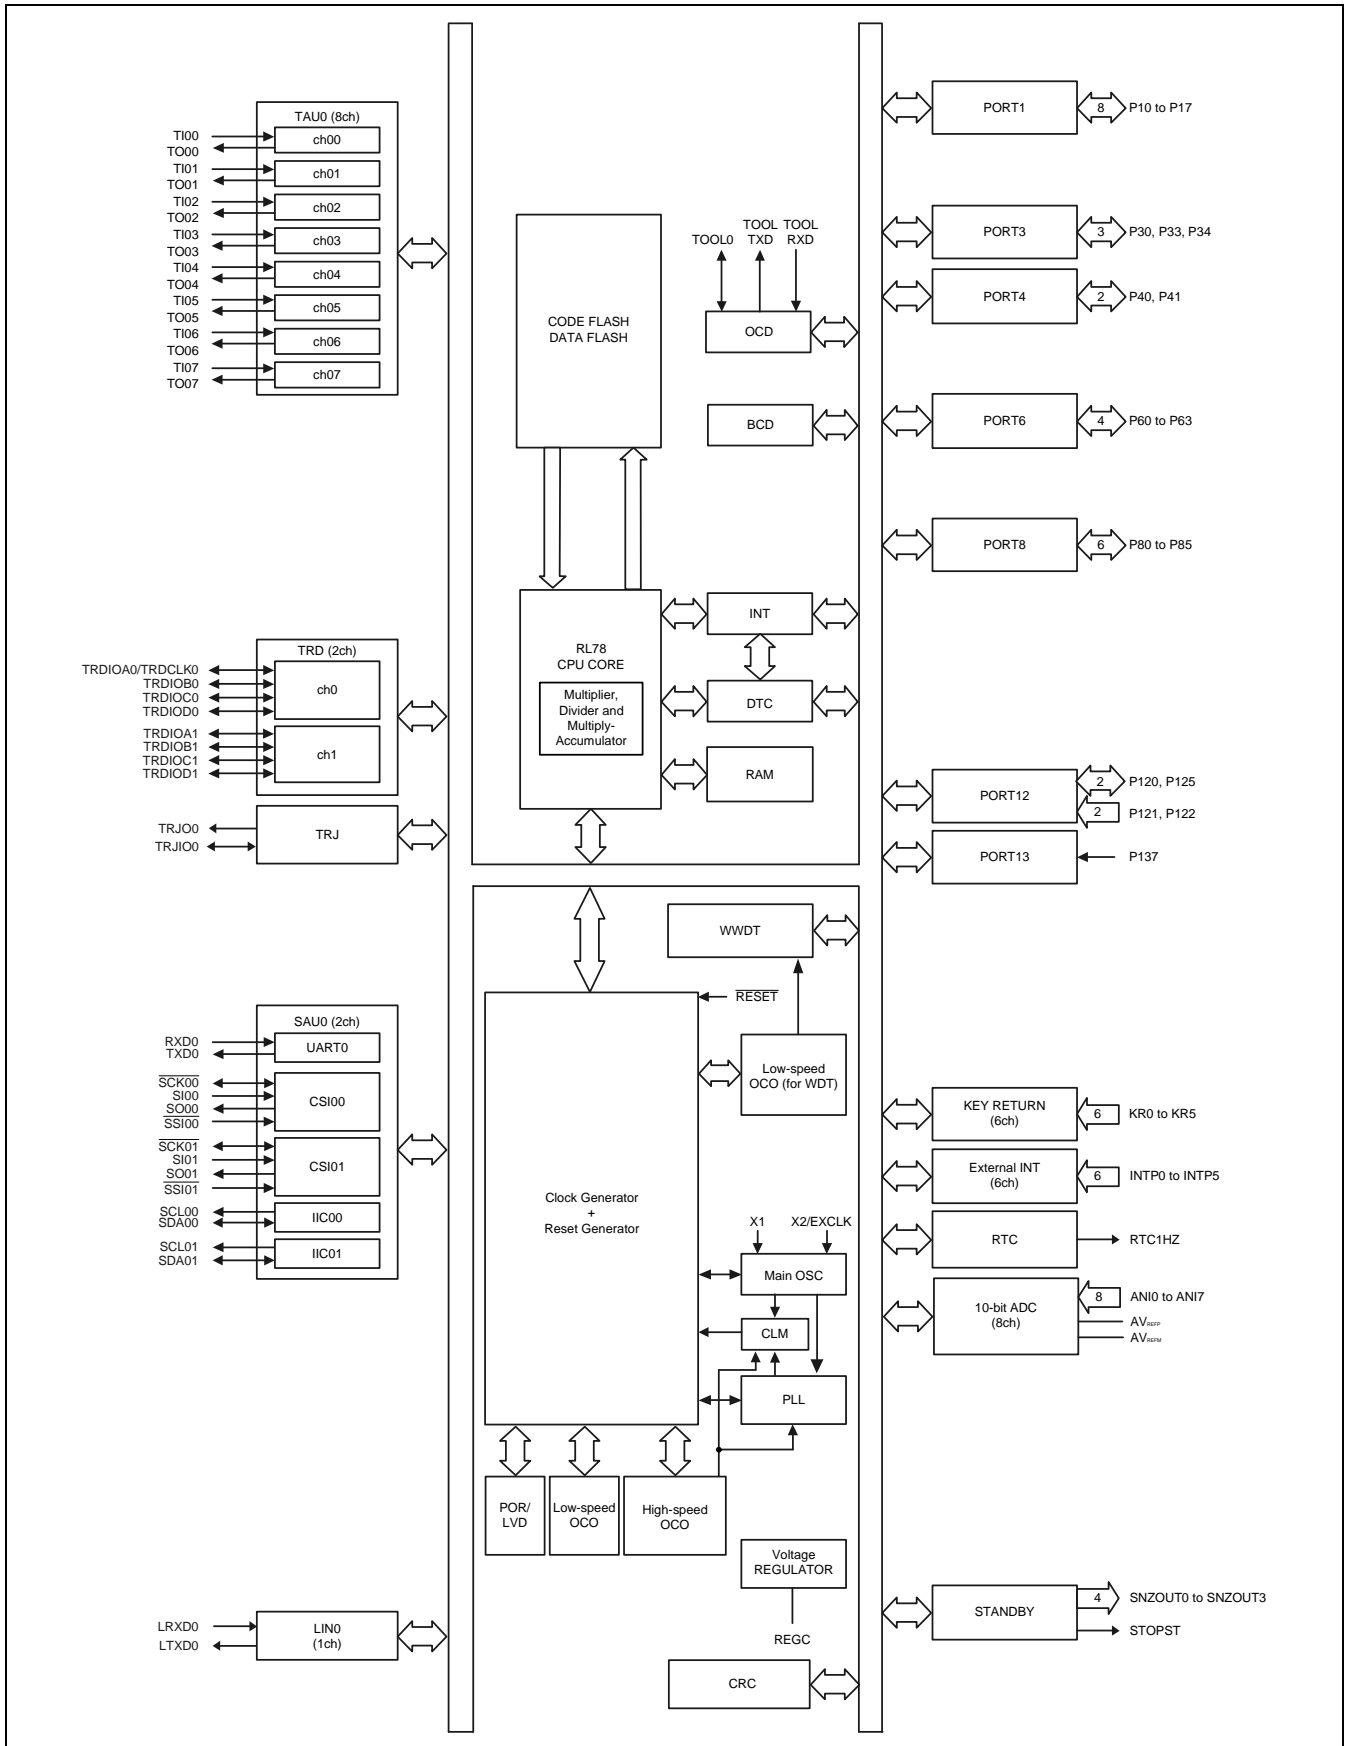 TAU0 (8ch)
TI00
TO00
ch00
TI01
TO01
ch01
TI02
TO02
ch02
TI03
TO03
ch03
TI04
TO04
ch04
TI05
TO05
ch05
TI06
TO06
ch06
TI07
TO07
ch07
TRD (2ch)
TRDIOA0/TRDCLK0
TRDIOB0
TRDIOC0
TRDIOD0
ch0
TRDIOA1
TRDIOB1
TRDIOC1
TRDIOD1
ch1
TRJO0
TRJIO0
TRJ
SAU0 (2ch)
RXD0
TXD0
UART0
SCK00
SI00
SO00
SSI00
CSI00
SCK01
SI01
SO01
SSI01
CSI01
SCL00
SDA00
IIC00
SCL01
SDA01
IIC01
LRXD0
LTXD0
LIN0
(1ch)
CODE FLASH
DATA FLASH
TOOL0
TOOL
TXD
TOOL
RXD
OCD
BCD
RL78
CPU CORE
Multiplier,
Divider and
Multiply-
Accumulator
INT
DTC
RAM
WWDT
RESET
Low-speed
OCO (for WDT)
Clock Generator
+
Reset Generator
X1
X2/EXCLK
Main OSC
CLM
PLL
POR/
LVD
Low-speed
OCO
High-speed
OCO
Voltage
REGULATOR
REGC
CRC
PORT1
8
P10 to P17
PORT3
3
P30, P33, P34
PORT4
2
P40, P41
PORT6
4
P60 to P63
PORT8
6
P80 to P85
PORT12
2
P120, P125
2
P121, P122
PORT13
P137
KEY RETURN
(6ch)
6
KR0 to KR5
External INT
(6ch)
6
INTP0 to INTP5
RTC
RTC1HZ
10-bit ADC
(8ch)
8
ANI0 to ANI7
AVREFP
AVREFM
STANDBY
4
SNZOUT0 to SNZOUT3
STOPST